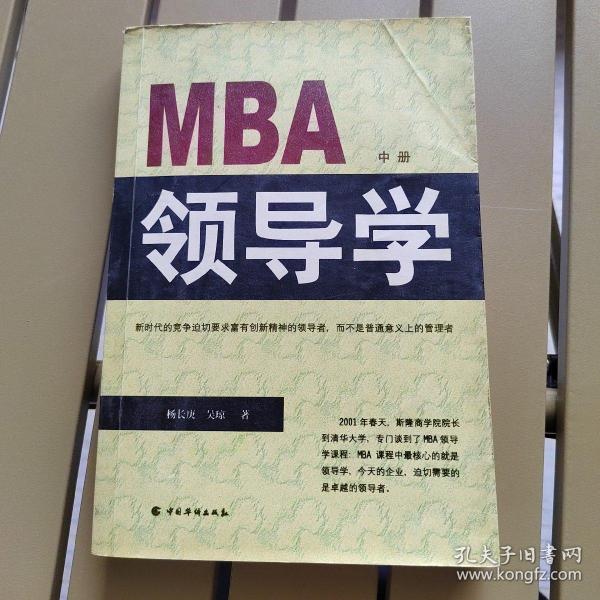 MBA
中册
领导学
新时代的竞争迫切要求富有创新精神的领导者，而不是普通意义上的管理者
杨长庚 吴琼 著
2001年春天，斯隆商学院院长
到清华大学，专门谈到了MBA领导
学课程：MBA 课程中最核心的就是
领导学，今天的企业，迫切需要的
是卓越的领导者。
中国华侨出版社
孔夫子旧书网
www.kongfz.com